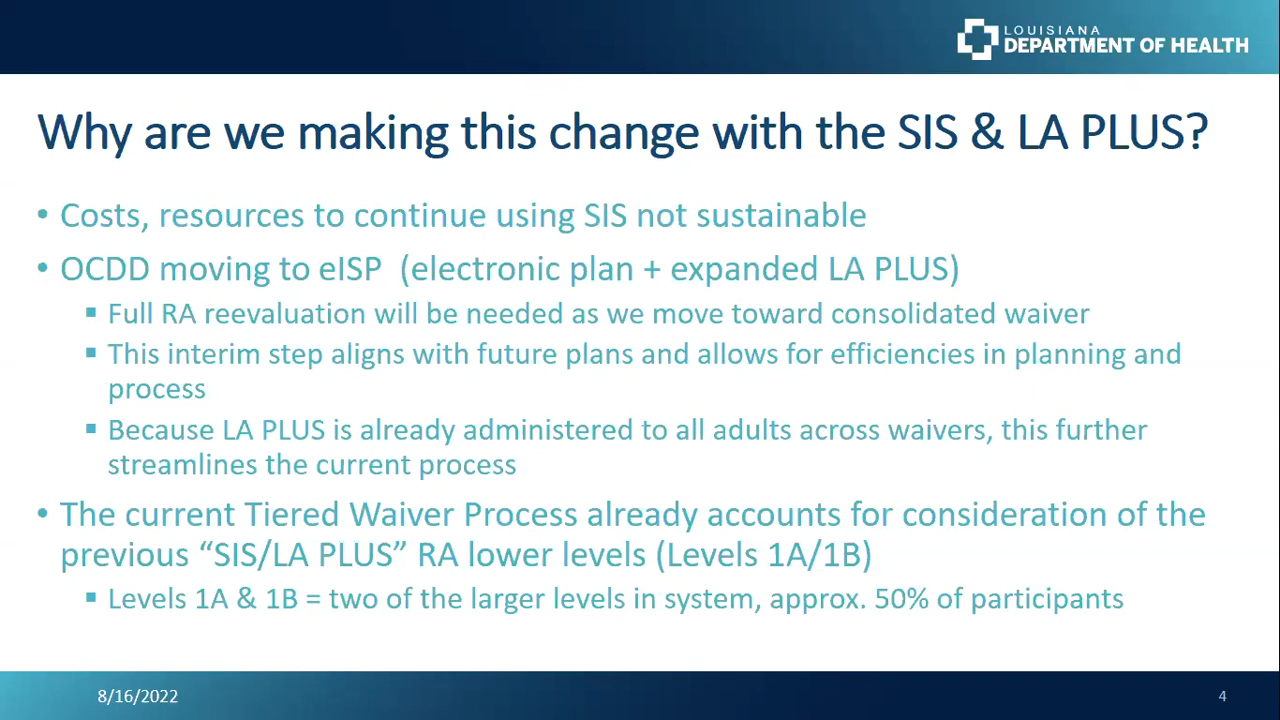 LOUISIANA
DEPARTMENT OF HEALTH
Why are we making this change with the SIS & LA PLUS?
• Costs, resources to continue using SIS not sustainable
• OCDD moving to eISP (electronic plan + expanded LA PLUS)
▪ Full RA reevaluation will be needed as we move toward consolidated waiver
▪ This interim step aligns with future plans and allows for efficiencies in planning and
process
▪ Because LA PLUS is already administered to all adults across waivers, this further
streamlines the current process
• The current Tiered Waiver Process already accounts for consideration of the
previous “SIS/LA PLUS” RA lower levels (Levels 1A/1B)
▪ Levels 1A & 1B = two of the larger levels in system, approx. 50% of participants
8/16/2022
4